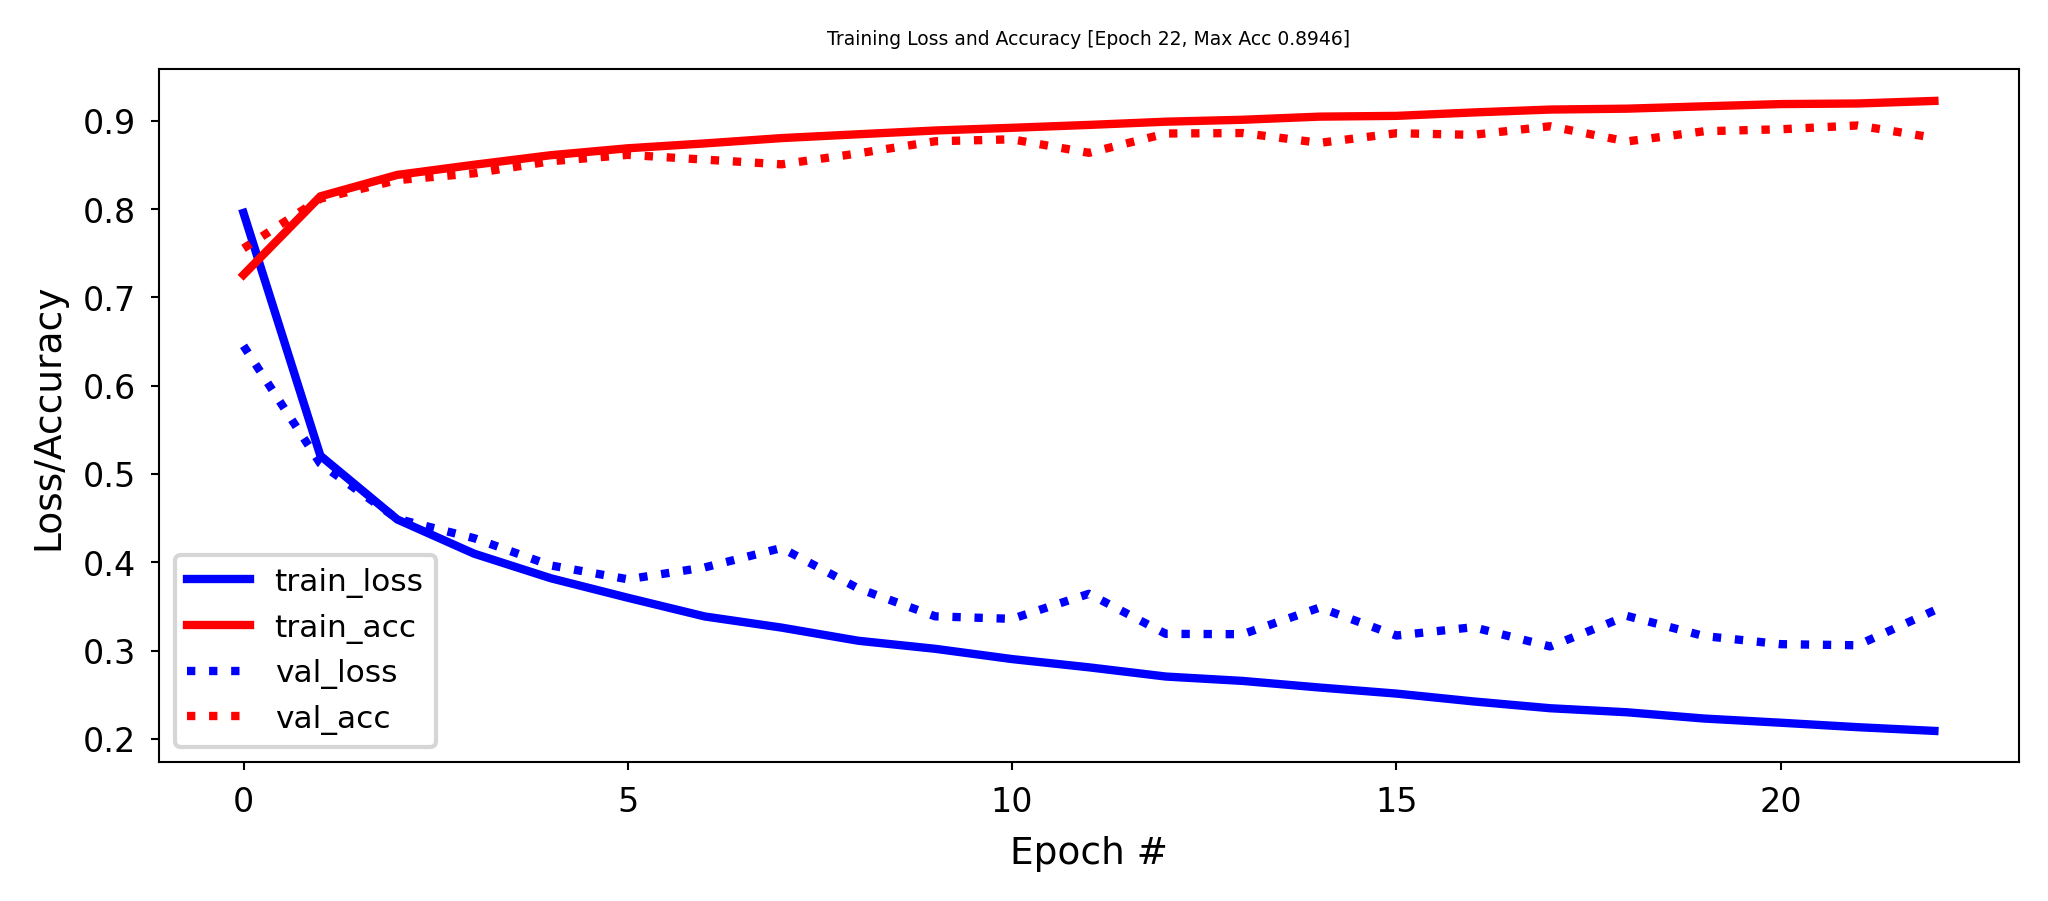 Training Loss and Accuracy [Epoch 22, Max Acc 0.8946]
Loss/Accuracy
0.9
0.8
0.7
0.6
0.5
0.4
0.3
0.2
train_loss
train_acc
val_loss
val_acc
0 5 10 15 20
Epoch #